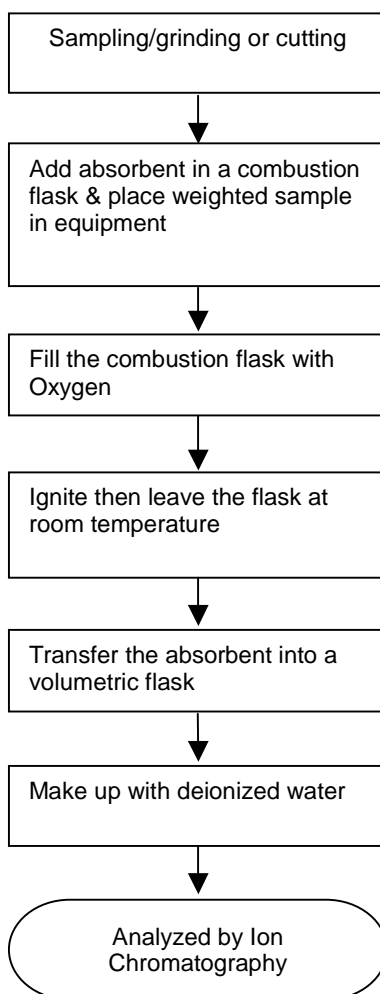 Sampling/grinding or cutting
Add absorbent in a combustion
flask & place weighted sample
in equipment
Fill the combustion flask with
Oxygen
Ignite then leave the flask at
room temperature
Transfer the absorbent into a
volumetric flask
Make up with deionized water
Analyzed by Ion
Chromatography